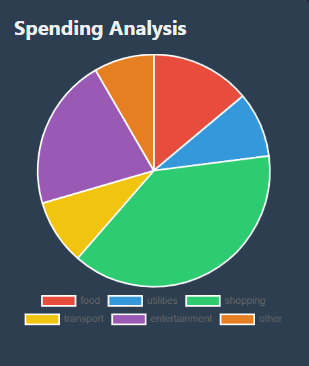 Spending Analysis
food utilities shopping
transport entertainment other